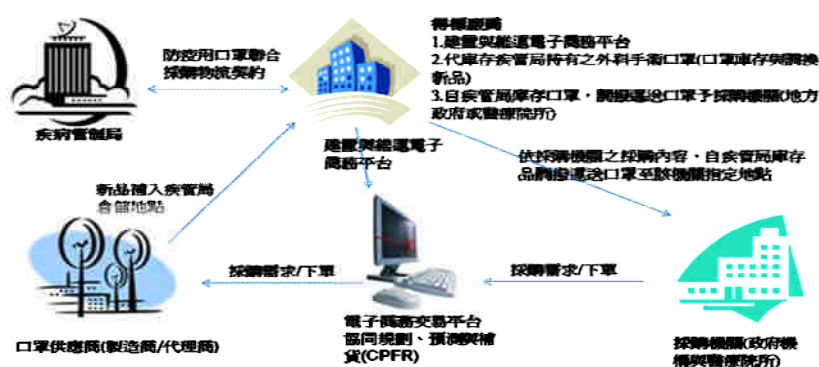 得標廠商
1.建置與維運電子商務平台
2.代庫存疾管局持有之外科手術口罩(口罩庫存與調換
新品)
3.自疾管局庫存口罩，調撥運送口罩予採購機關(地方
政府或醫療院所)
防疫用口罩聯合
採購物流契約
疾病管制局
建置與維運電子
商務平台
依採購機關之採購內容，自疾管局庫存
品調撥運送口罩至該機關指定地點
新品補入疾管局
倉儲地點
採購需求/下單
採購需求/下單
口罩供應商(製造商/代理商)
電子商務交易平台
協同規劃、預測與補
貨(CPFR)
採購機關(政府機
構與醫療院所)